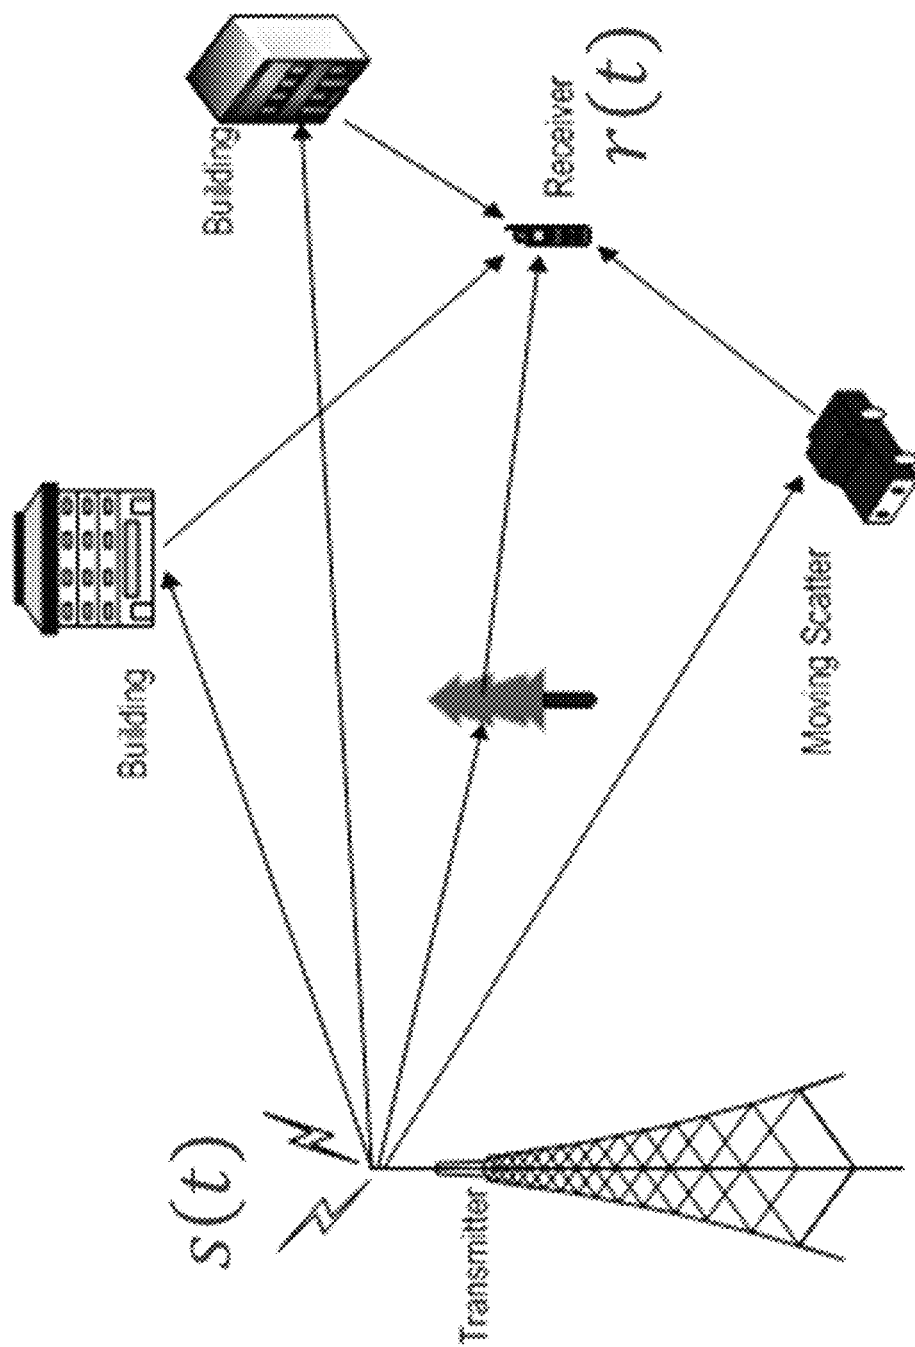 s(t)
Transmitter
Building
Building
Moving Scatter
Receiver
r(t)